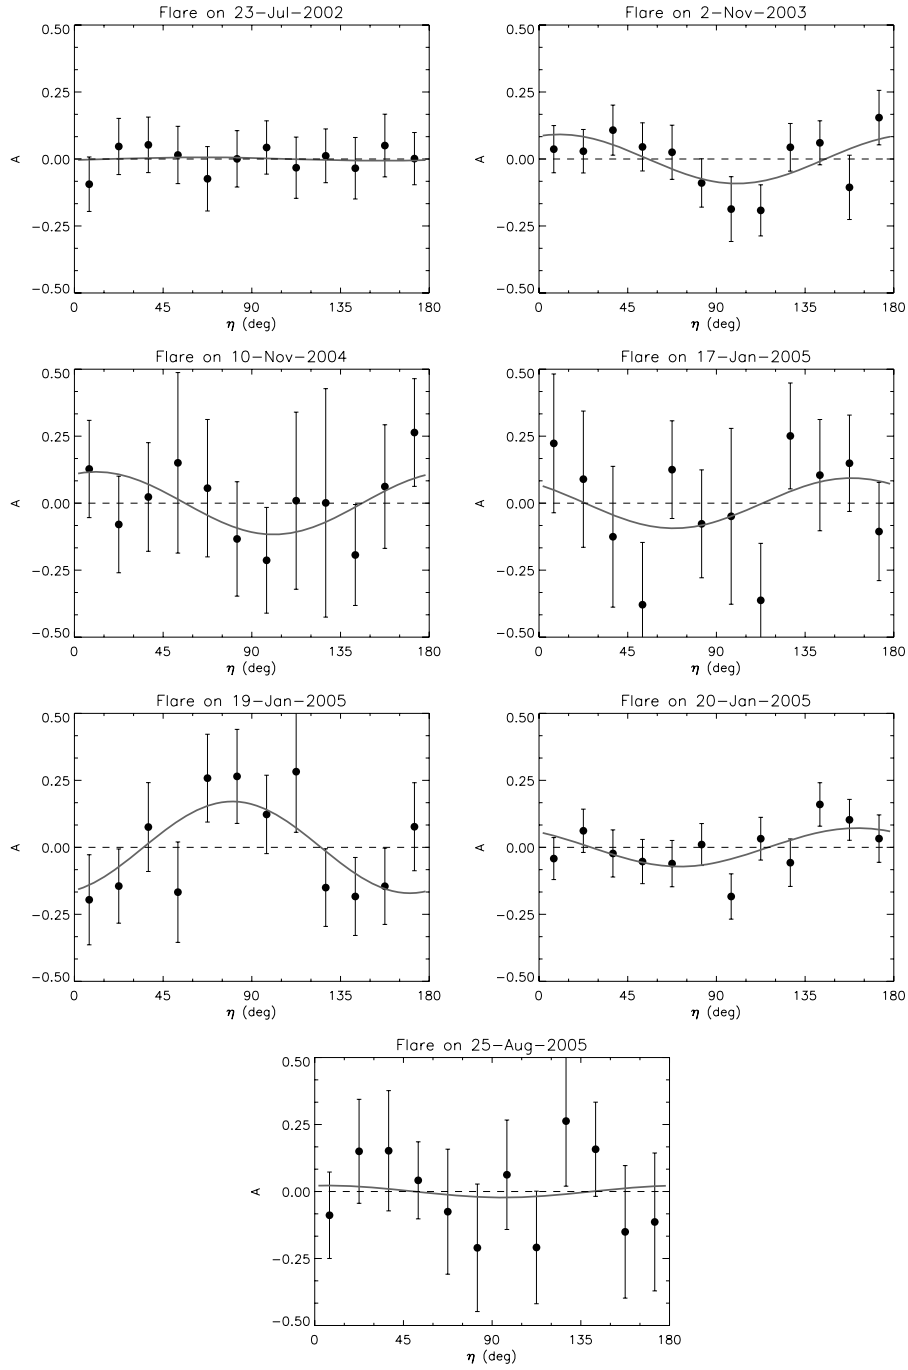 Flare on 23-Jul-2002
0.50
0.25
0.00
-0.25
-0.50
A
0 45 90 135 180
η (deg)
Flare on 2-Nov-2003
0.50
0.25
0.00
-0.25
-0.50
A
0 45 90 135 180
η (deg)
Flare on 10-Nov-2004
0.50
0.25
0.00
-0.25
-0.50
A
0 45 90 135 180
η (deg)
Flare on 17-Jan-2005
0.50
0.25
0.00
-0.25
-0.50
A
0 45 90 135 180
η (deg)
Flare on 19-Jan-2005
0.50
0.25
0.00
-0.25
-0.50
A
0 45 90 135 180
η (deg)
Flare on 20-Jan-2005
0.50
0.25
0.00
-0.25
-0.50
A
0 45 90 135 180
η (deg)
Flare on 25-Aug-2005
0.50
0.25
0.00
-0.25
-0.50
A
0 45 90 135 180
η (deg)